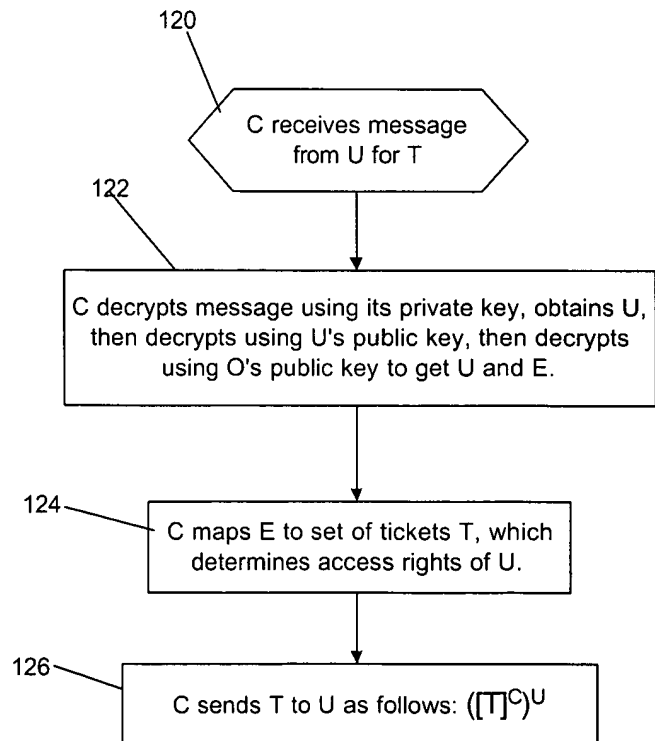 120
C receives message
from U for T
122
C decrypts message using its private key, obtains U,
then decrypts using U's public key, then decrypts
using O's public key to get U and E.
124
C maps E to set of tickets T, which
determines access rights of U.
126
C sends T to U as follows: ([T]^C)^U